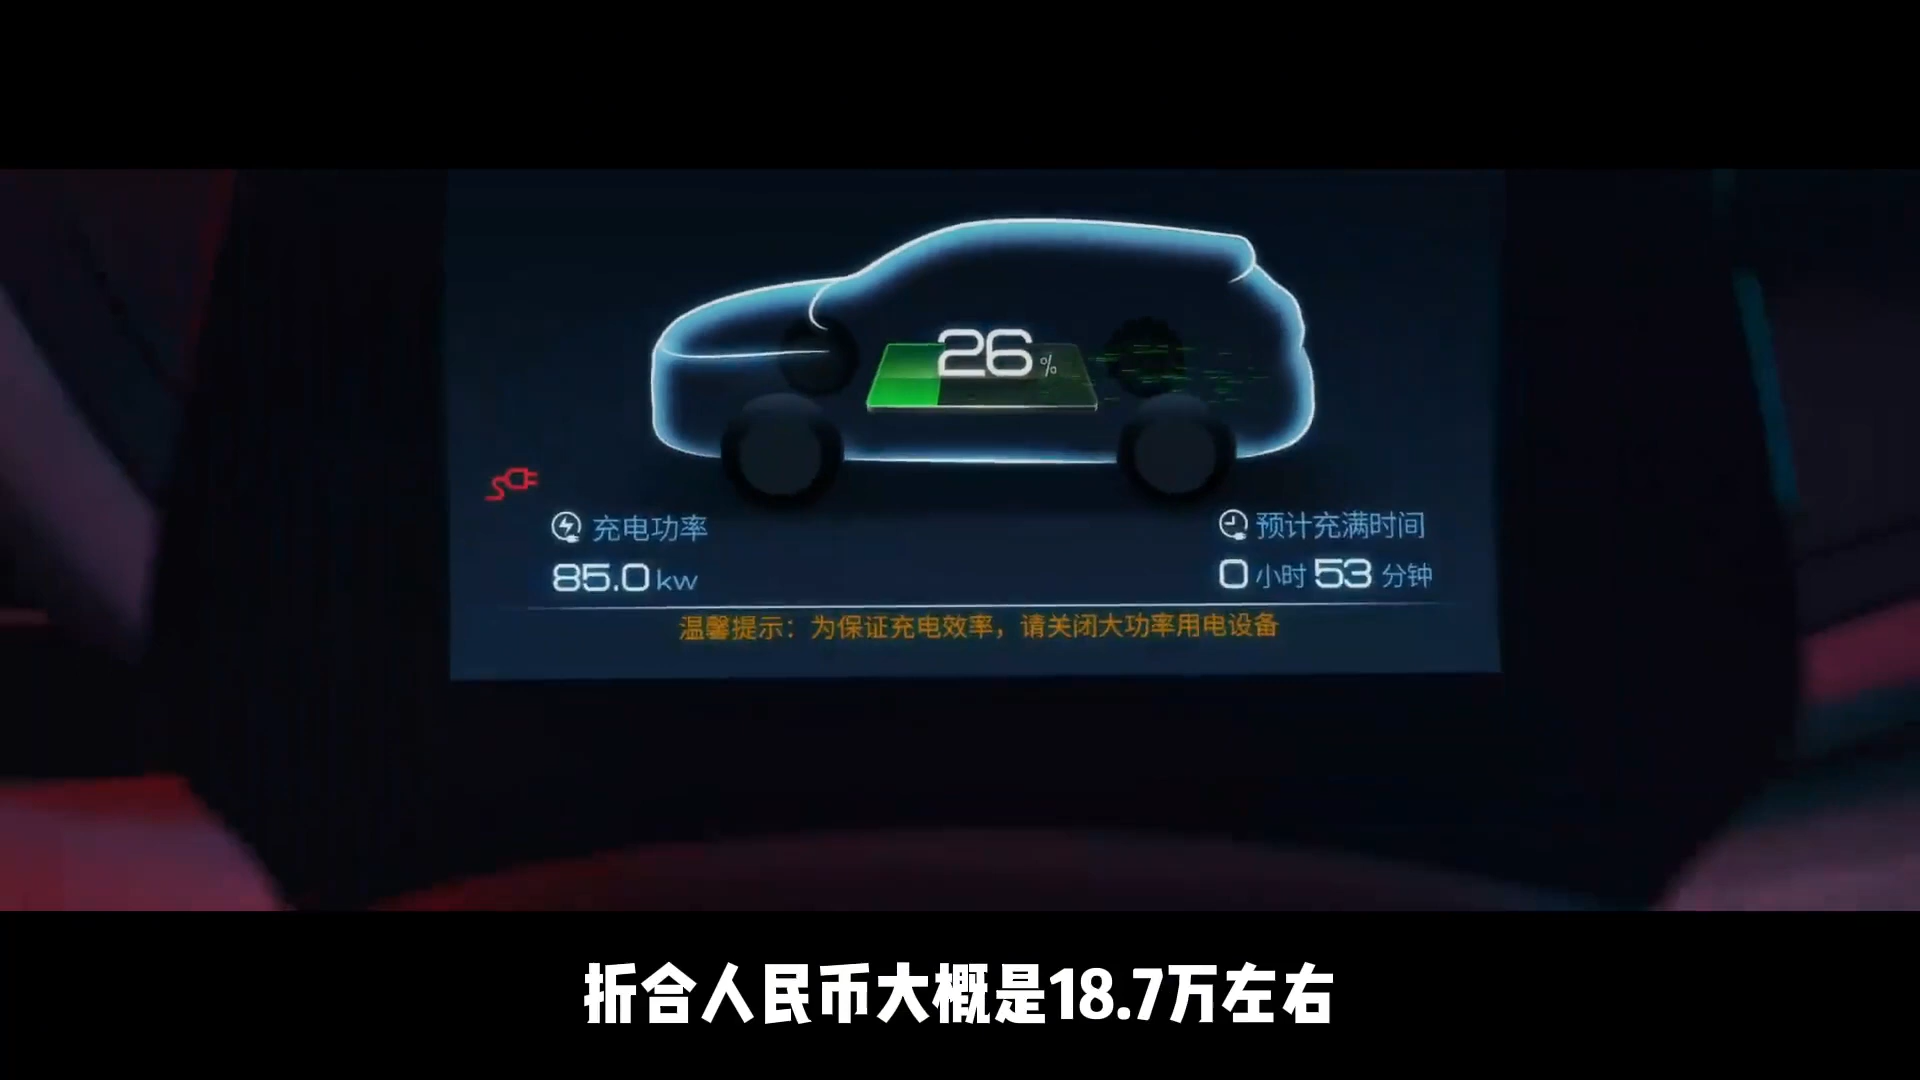 26%
充电功率
85.0kw
预计充满时间
0小时53分钟
温馨提示：为保证充电效率，请关闭大功率用电设备
折合人民币大概是18.7万左右